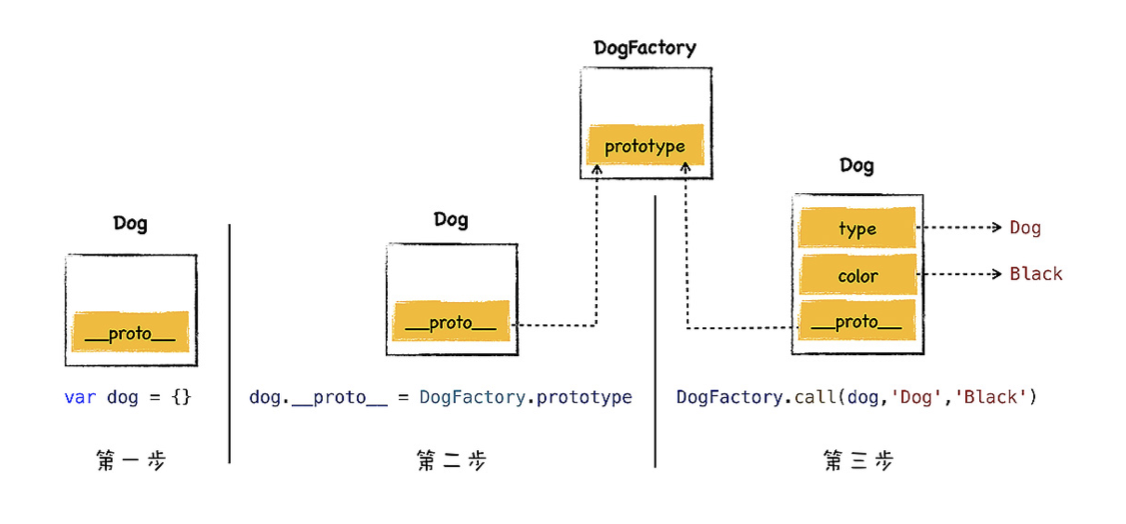 DogFactory
prototype
Dog
__proto__
var dog = {}
第一步
Dog
__proto__
dog.__proto__ = DogFactory.prototype
第二步
Dog
type
Dog
color
Black
__proto__
DogFactory.call(dog,'Dog','Black')
第三步